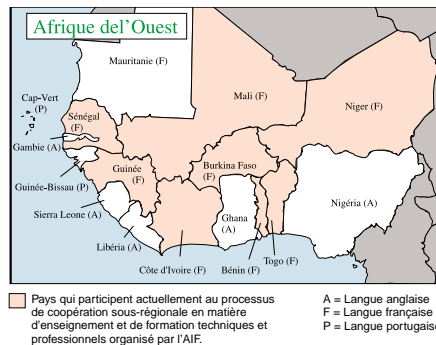 Afrique del'Ouest
Mauritanie (F)
Mali (F)
Niger (F)
Cap-Vert
(P)
Sénégal
(F)
Gambie (A)
Guinée
(F)
Burkina Faso
(F)
Guinée-Bissau (P)
Sierra Leone (A)
Ghana
(A)
Nigéria (A)
Libéria (A)
Côte d'Ivoire (F)
Bénin (F)
Togo (F)
Pays qui participent actuellement au processus
de coopération sous-régionale en matière
d'enseignement et de formation techniques et
professionnels organisé par l'AIF.
A = Langue anglaise
F = Langue française
P = Langue portugaise